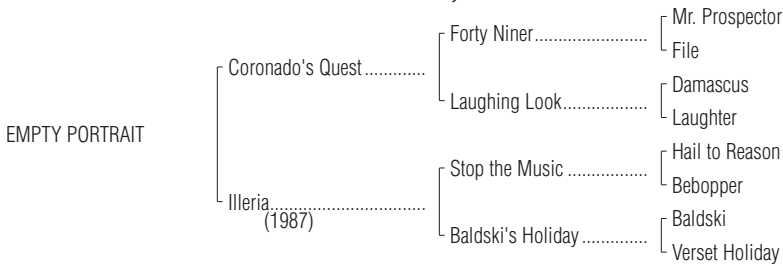 Mr. Prospector
Forty Niner
File
Coronado's Quest
Damascus
Laughing Look
Laughter
EMPTY PORTRAIT
Hail to Reason
Stop the Music
Bebopper
Illeria
(1987)
Baldski
Baldski's Holiday
Verset Holiday